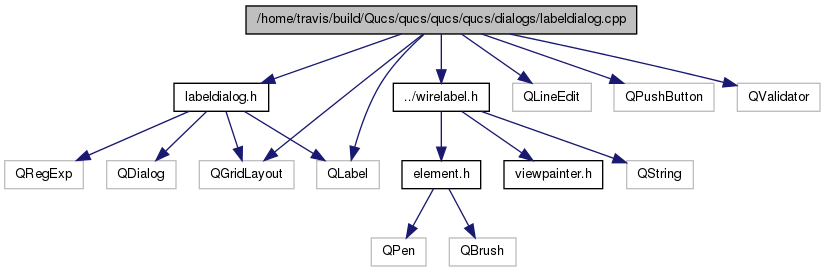 /home/travis/build/Qucs/qucs/qucs/qucs/dialogs/labeldialog.cpp
labeldialog.h
../wirelabel.h
QLineEdit
QPushButton
QValidator
QRegExp
QDialog
QGridLayout
QLabel
element.h
viewpainter.h
QString
QPen
QBrush